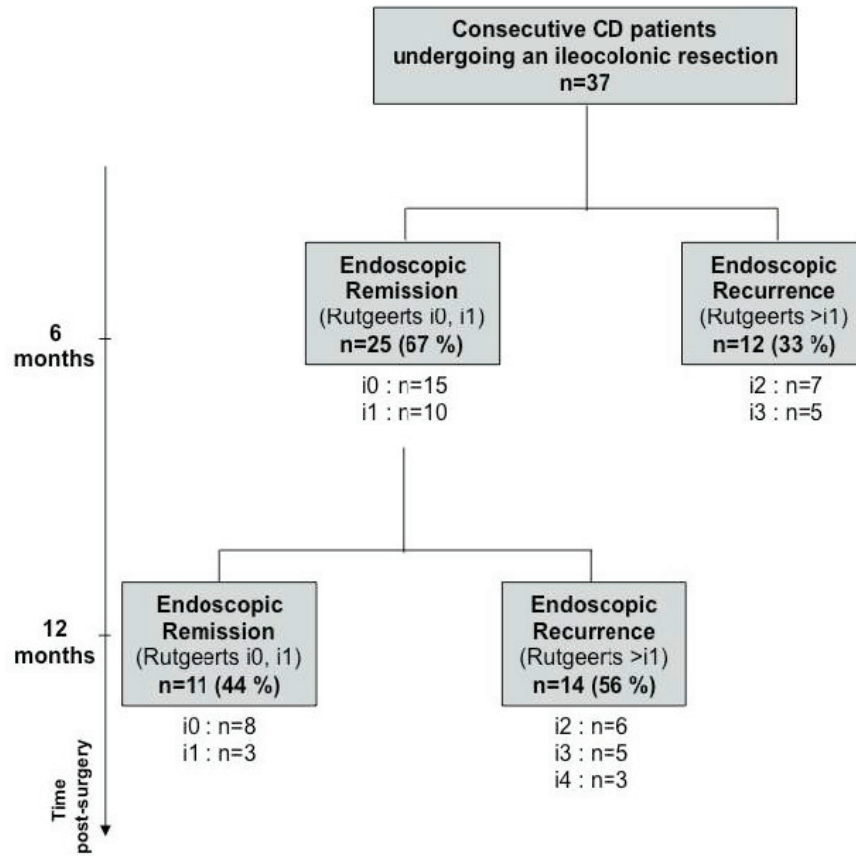 Consecutive CD patients
undergoing an ileocolonic resection
n=37
Endoscopic
Remission
(Rutgeerts i0, i1)
n=25 (67 %)
Endoscopic
Recurrence
(Rutgeerts >i1)
n=12 (33 %)
6
months
i0 : n=15
i1 : n=10
i2 : n=7
i3 : n=5
Endoscopic
Remission
(Rutgeerts i0, i1)
n=11 (44 %)
Endoscopic
Recurrence
(Rutgeerts >i1)
n=14 (56 %)
12
months
i0 : n=8
i1 : n=3
i2 : n=6
i3 : n=5
i4 : n=3
Time
post-surgery